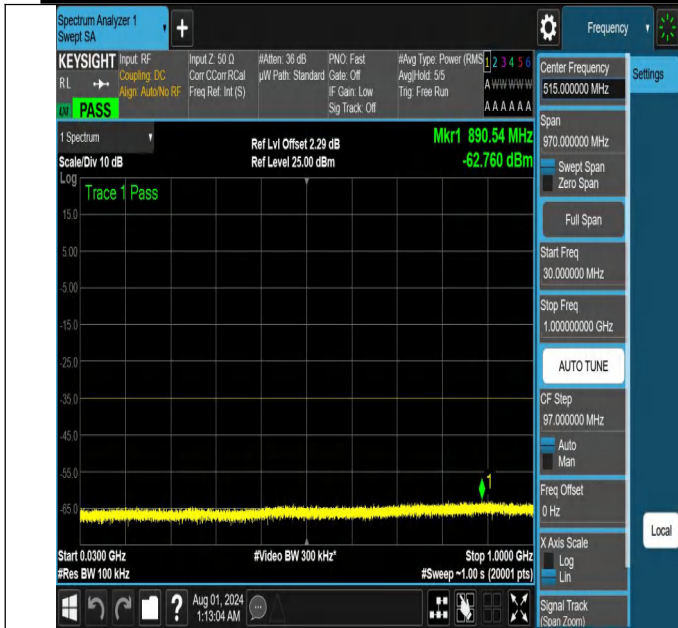 Spectrum Analyzer 1
Swept SA
+
Frequency
KEYSIGHT
RL
LXI
PASS
Input: RF
Coupling: DC
Align: Auto/No RF
Input Z: 50 Ω
Corr CCorr RCal
Freq Ref: Int (S)
#Atten: 36 dB
µW Path: Standard
PNO: Fast
Gate: Off
IF Gain: Low
Sig Track: Off
#Avg Type: Power (RMS
Avg|Hold: 5/5
Trig: Free Run
1 2 3 4 5 6
A W W W W W
A A A A A A
1 Spectrum
Scale/Div 10 dB
Ref Lvl Offset 2.29 dB
Ref Level 25.00 dBm
Mkr1 890.54 MHz
-62.760 dBm
Log
Trace 1 Pass
15.0
5.00
-5.00
-15.0
-25.0
-35.0
-45.0
-55.0
-65.0
1
Start 0.0300 GHz
#Res BW 100 kHz
#Video BW 300 kHz*
Stop 1.0000 GHz
#Sweep ~1.00 s (20001 pts)
Center Frequency
515.000000 MHz
Settings
Span
970.000000 MHz
Swept Span
Zero Span
Full Span
Start Freq
30.000000 MHz
Stop Freq
1.000000000 GHz
AUTO TUNE
CF Step
97.000000 MHz
Auto
Man
Freq Offset
0 Hz
X Axis Scale
Log
Lin
Local
Signal Track
(Span Zoom)
?
Aug 01, 2024
1:13:04 AM